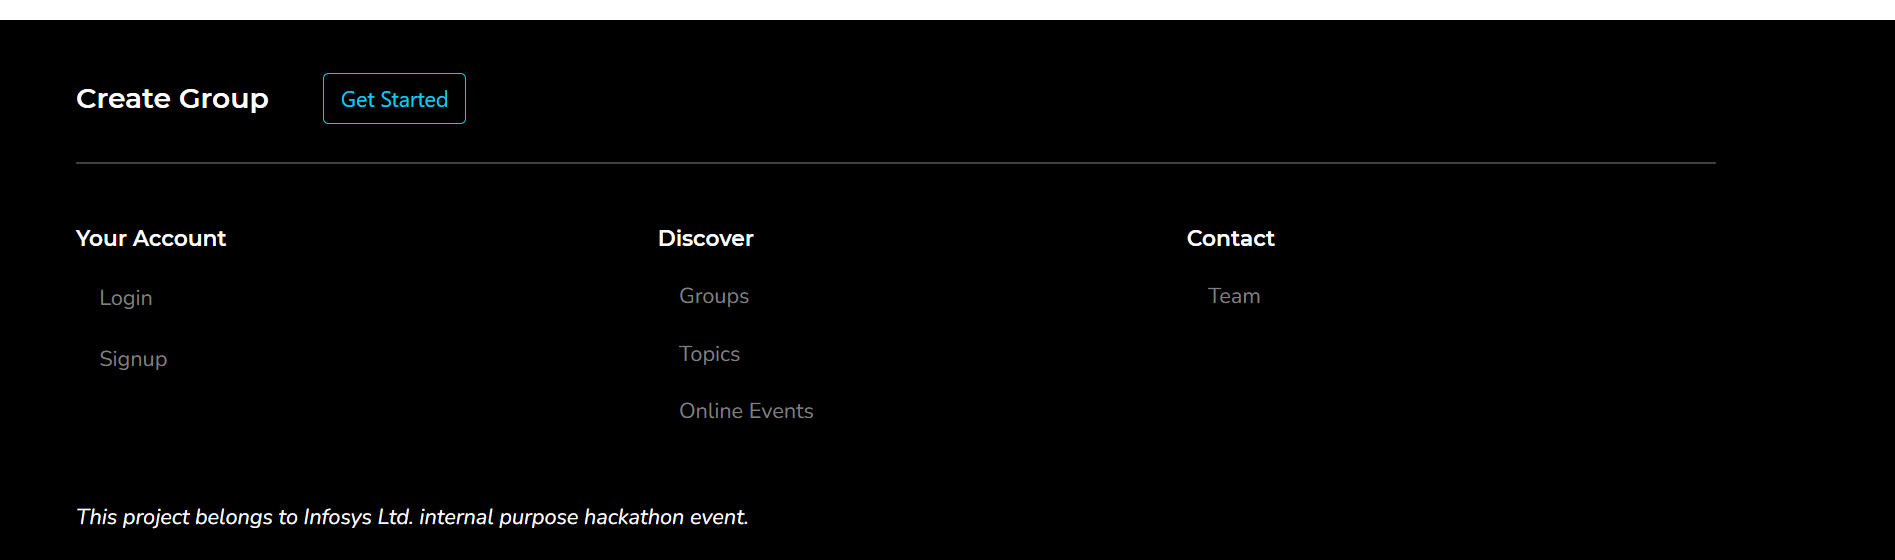 Create Group
Get Started
Your Account
Login
Signup
Discover
Groups
Topics
Online Events
Contact
Team
This project belongs to Infosys Ltd. internal purpose hackathon event.